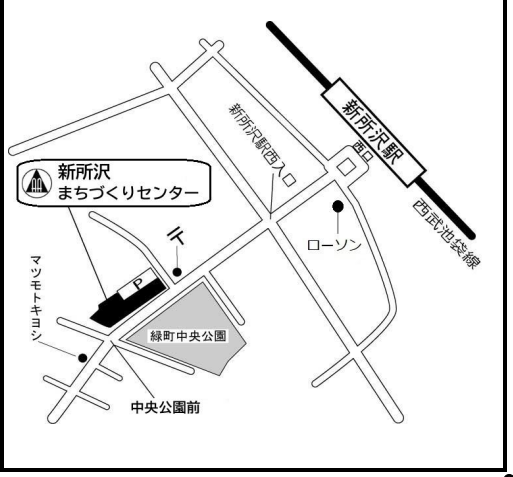 新所沢駅
西口
西武池袋線
新所沢駅西入口
新所沢
まちづくりセンター
ローソン
〒
P
マツモトキヨシ
緑町中央公園
中央公園前